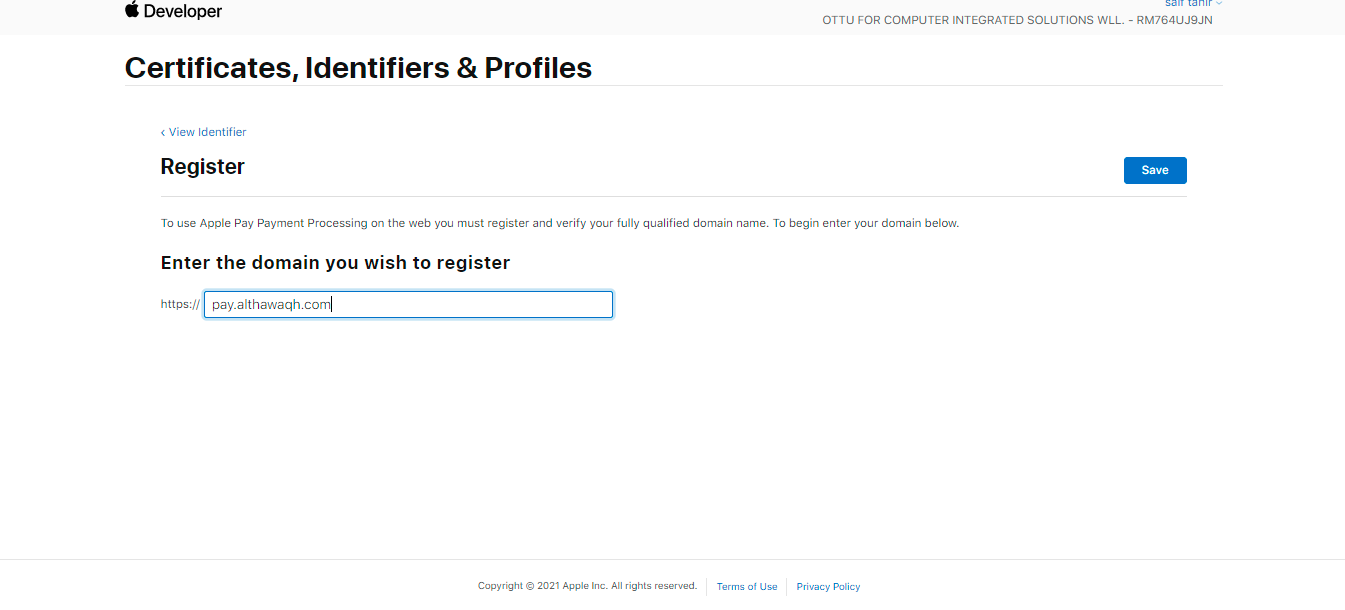 Developer
saif tahir
OTTU FOR COMPUTER INTEGRATED SOLUTIONS WLL. - RM764UJ9JN
Certificates, Identifiers & Profiles
‹ View Identifier
Register
Save
To use Apple Pay Payment Processing on the web you must register and verify your fully qualified domain name. To begin enter your domain below.
Enter the domain you wish to register
https:// pay.althawaqh.com
Copyright © 2021 Apple Inc. All rights reserved. Terms of Use Privacy Policy